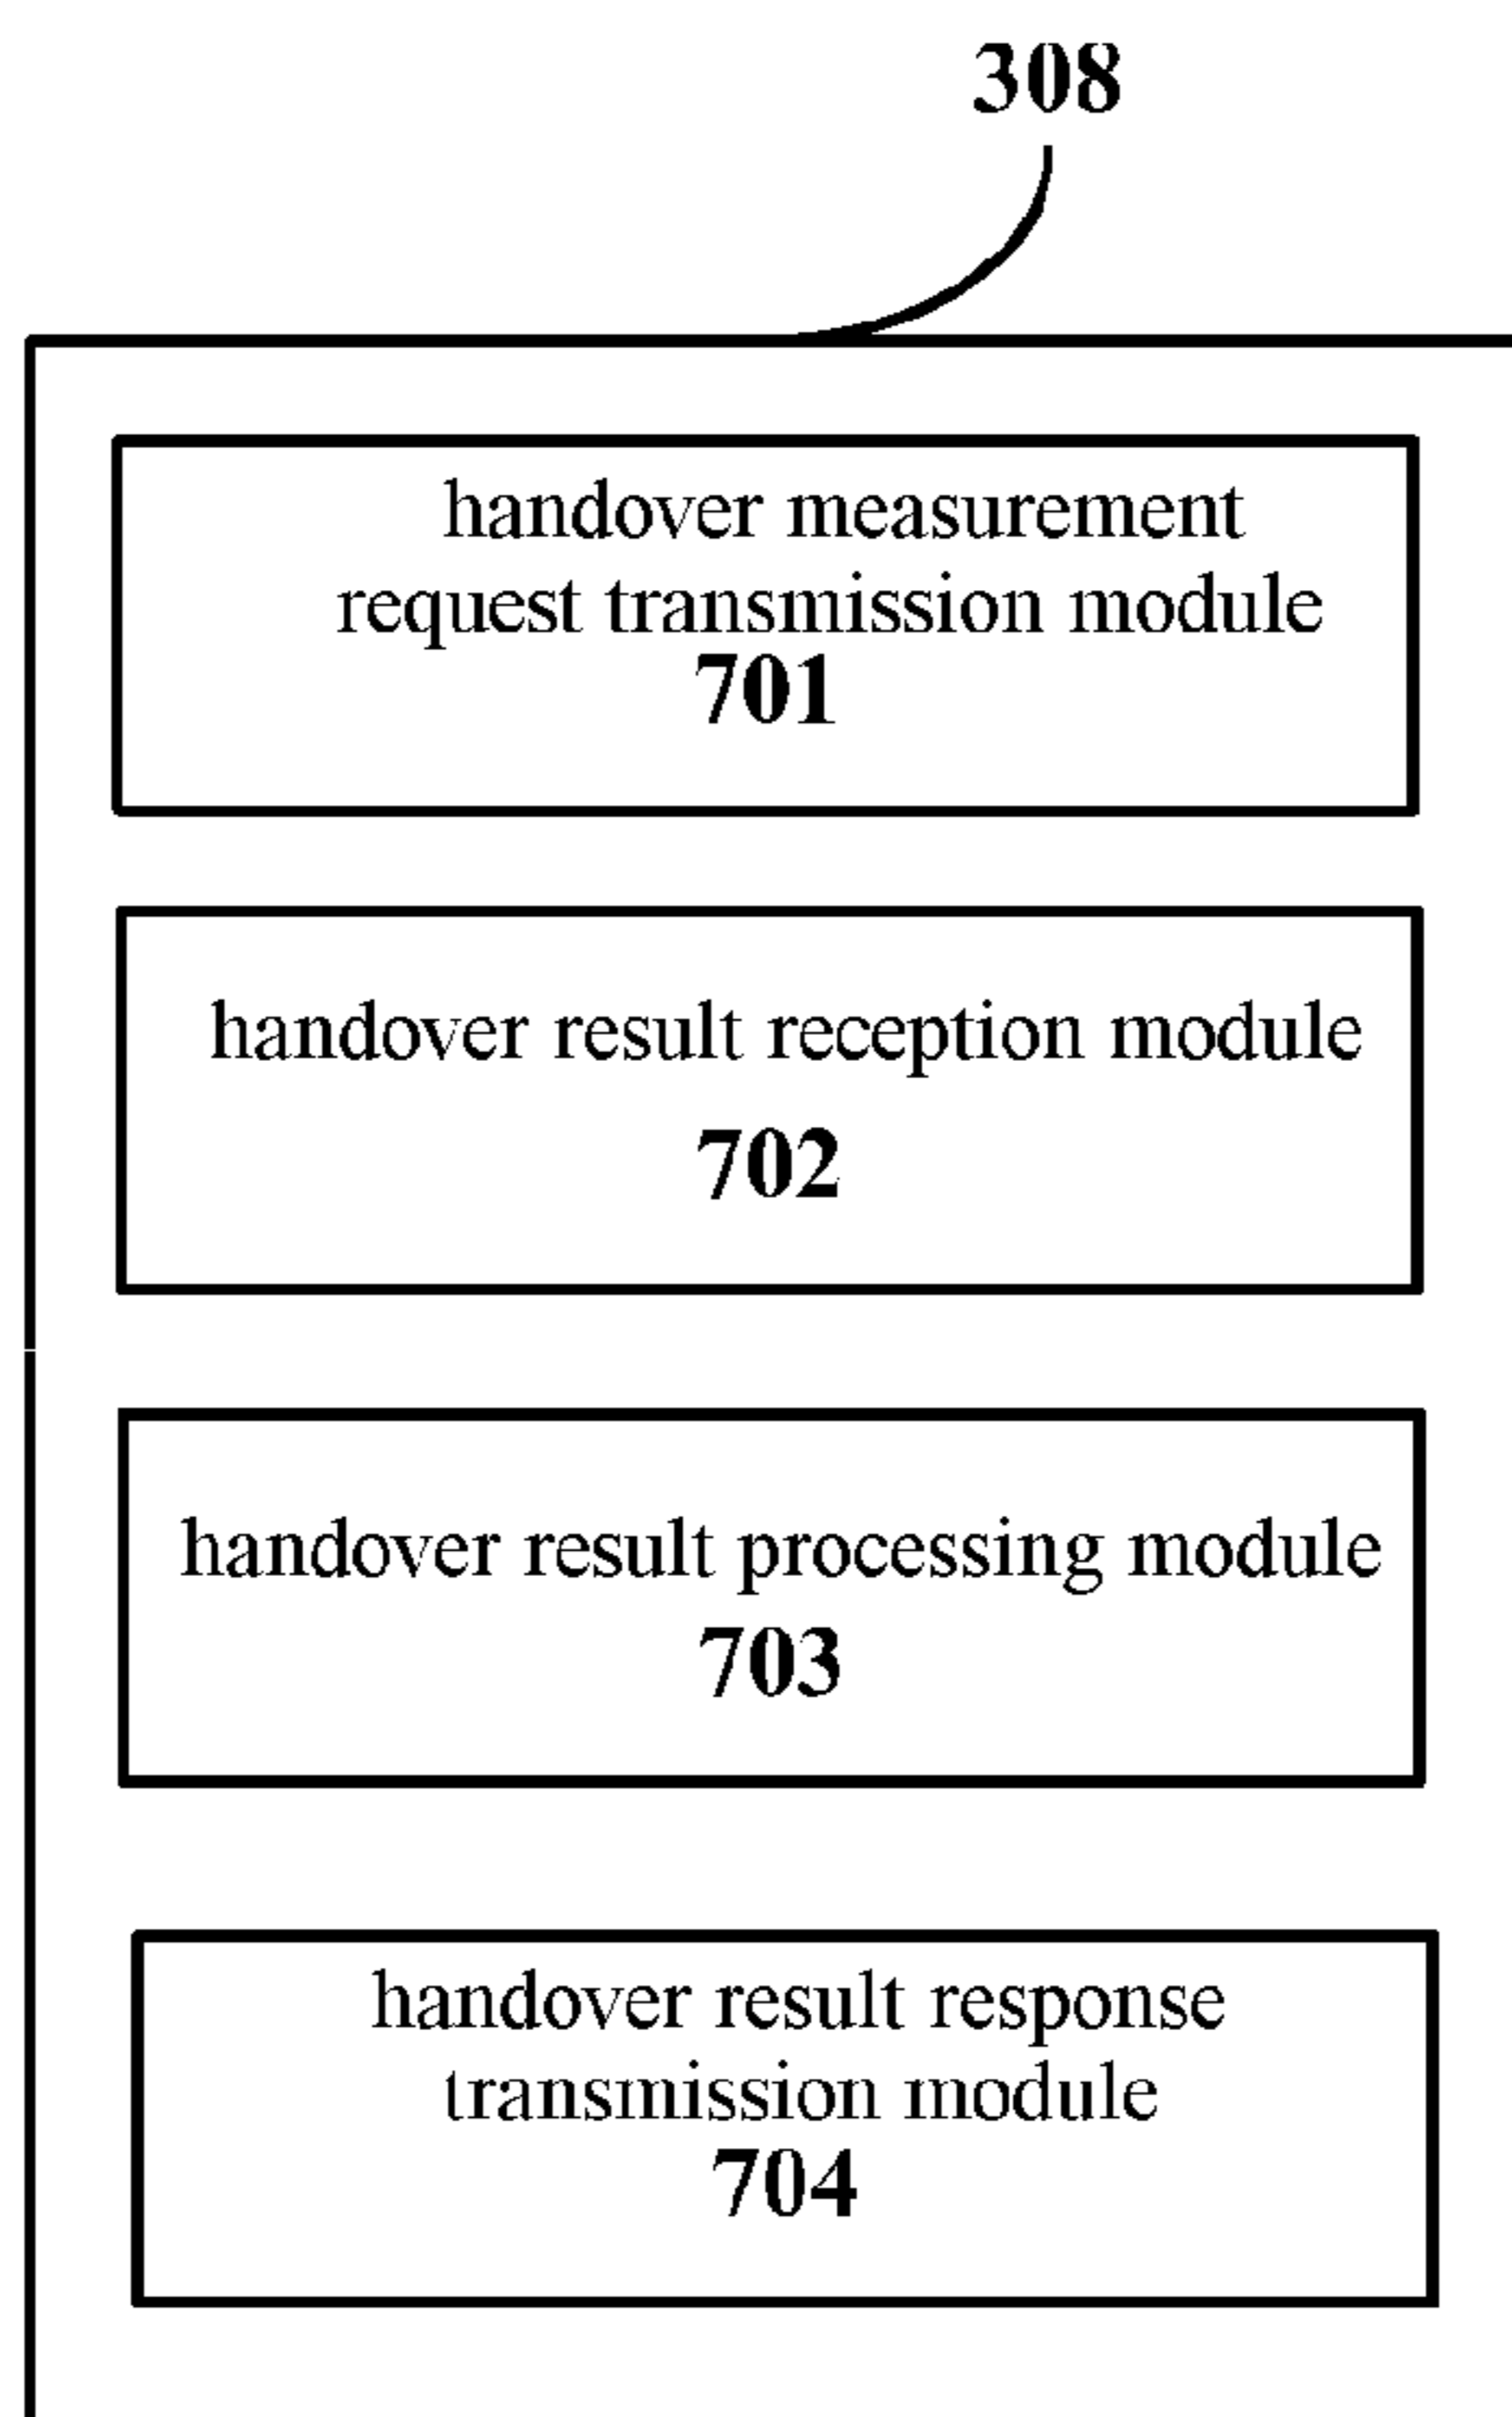 308
handover measurement
request transmission module
701
handover result reception module
702
handover result processing module
703
handover result response
transmission module
704